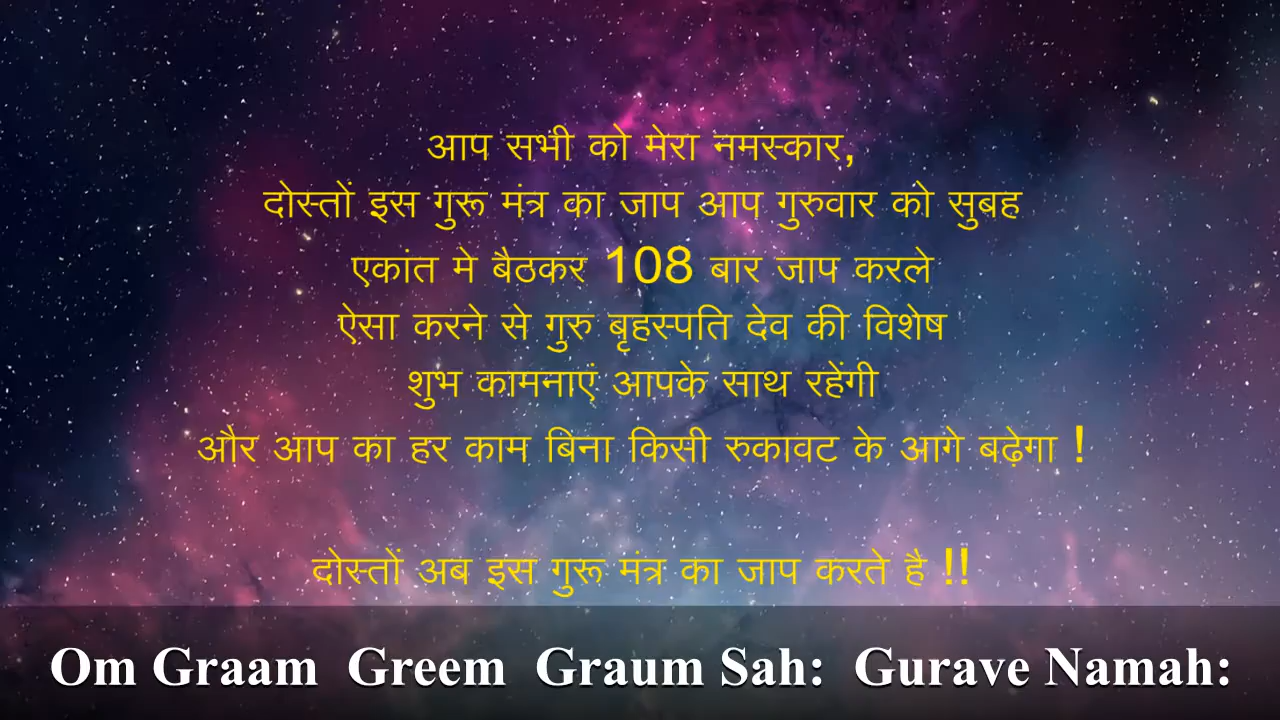 आप सभी को मेरा नमस्कार,
दोस्तों इस गुरू मंत्र का जाप आप गुरुवार को सुबह
एकांत मे बैठकर 108 बार जाप करले
ऐसा करने से गुरु बृहस्पति देव की विशेष
शुभ कामनाएं आपके साथ रहेंगी
और आप का हर काम बिना किसी रुकावट के आगे बढ़ेगा !
दोस्तों अब इस गुरू मंत्र का जाप करते है !!
Om Graam Greem Graum Sah: Gurave Namah: